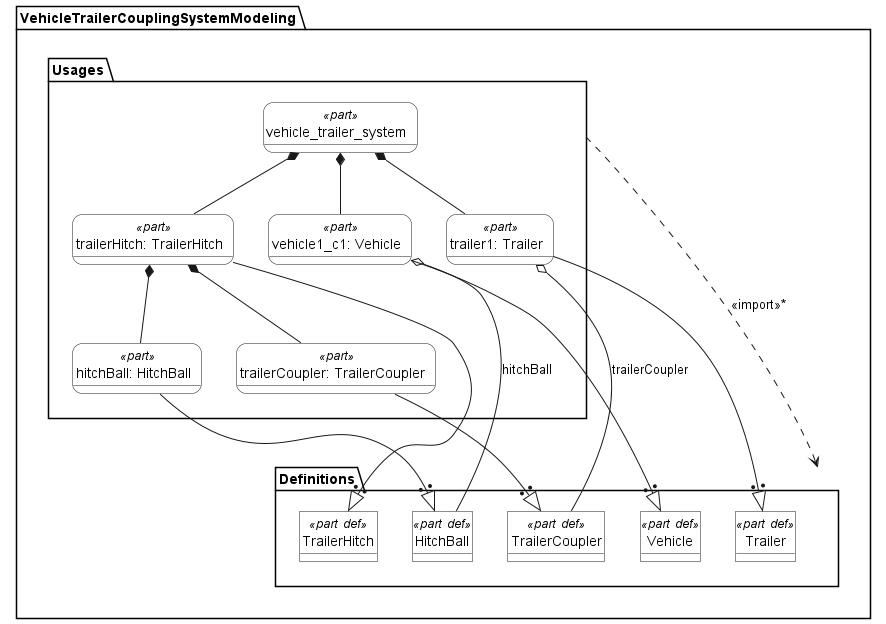 VehicleTrailerCouplingSystemModeling
Usages
«part»
vehicle_trailer_system
«part»
trailerHitch: TrailerHitch
«part»
vehicle1_c1: Vehicle
«part»
trailer1: Trailer
«import»*
«part»
hitchBall: HitchBall
«part»
trailerCoupler: TrailerCoupler
hitchBall
trailerCoupler
Definitions
«part def»
TrailerHitch
«part def»
HitchBall
«part def»
TrailerCoupler
«part def»
Vehicle
«part def»
Trailer